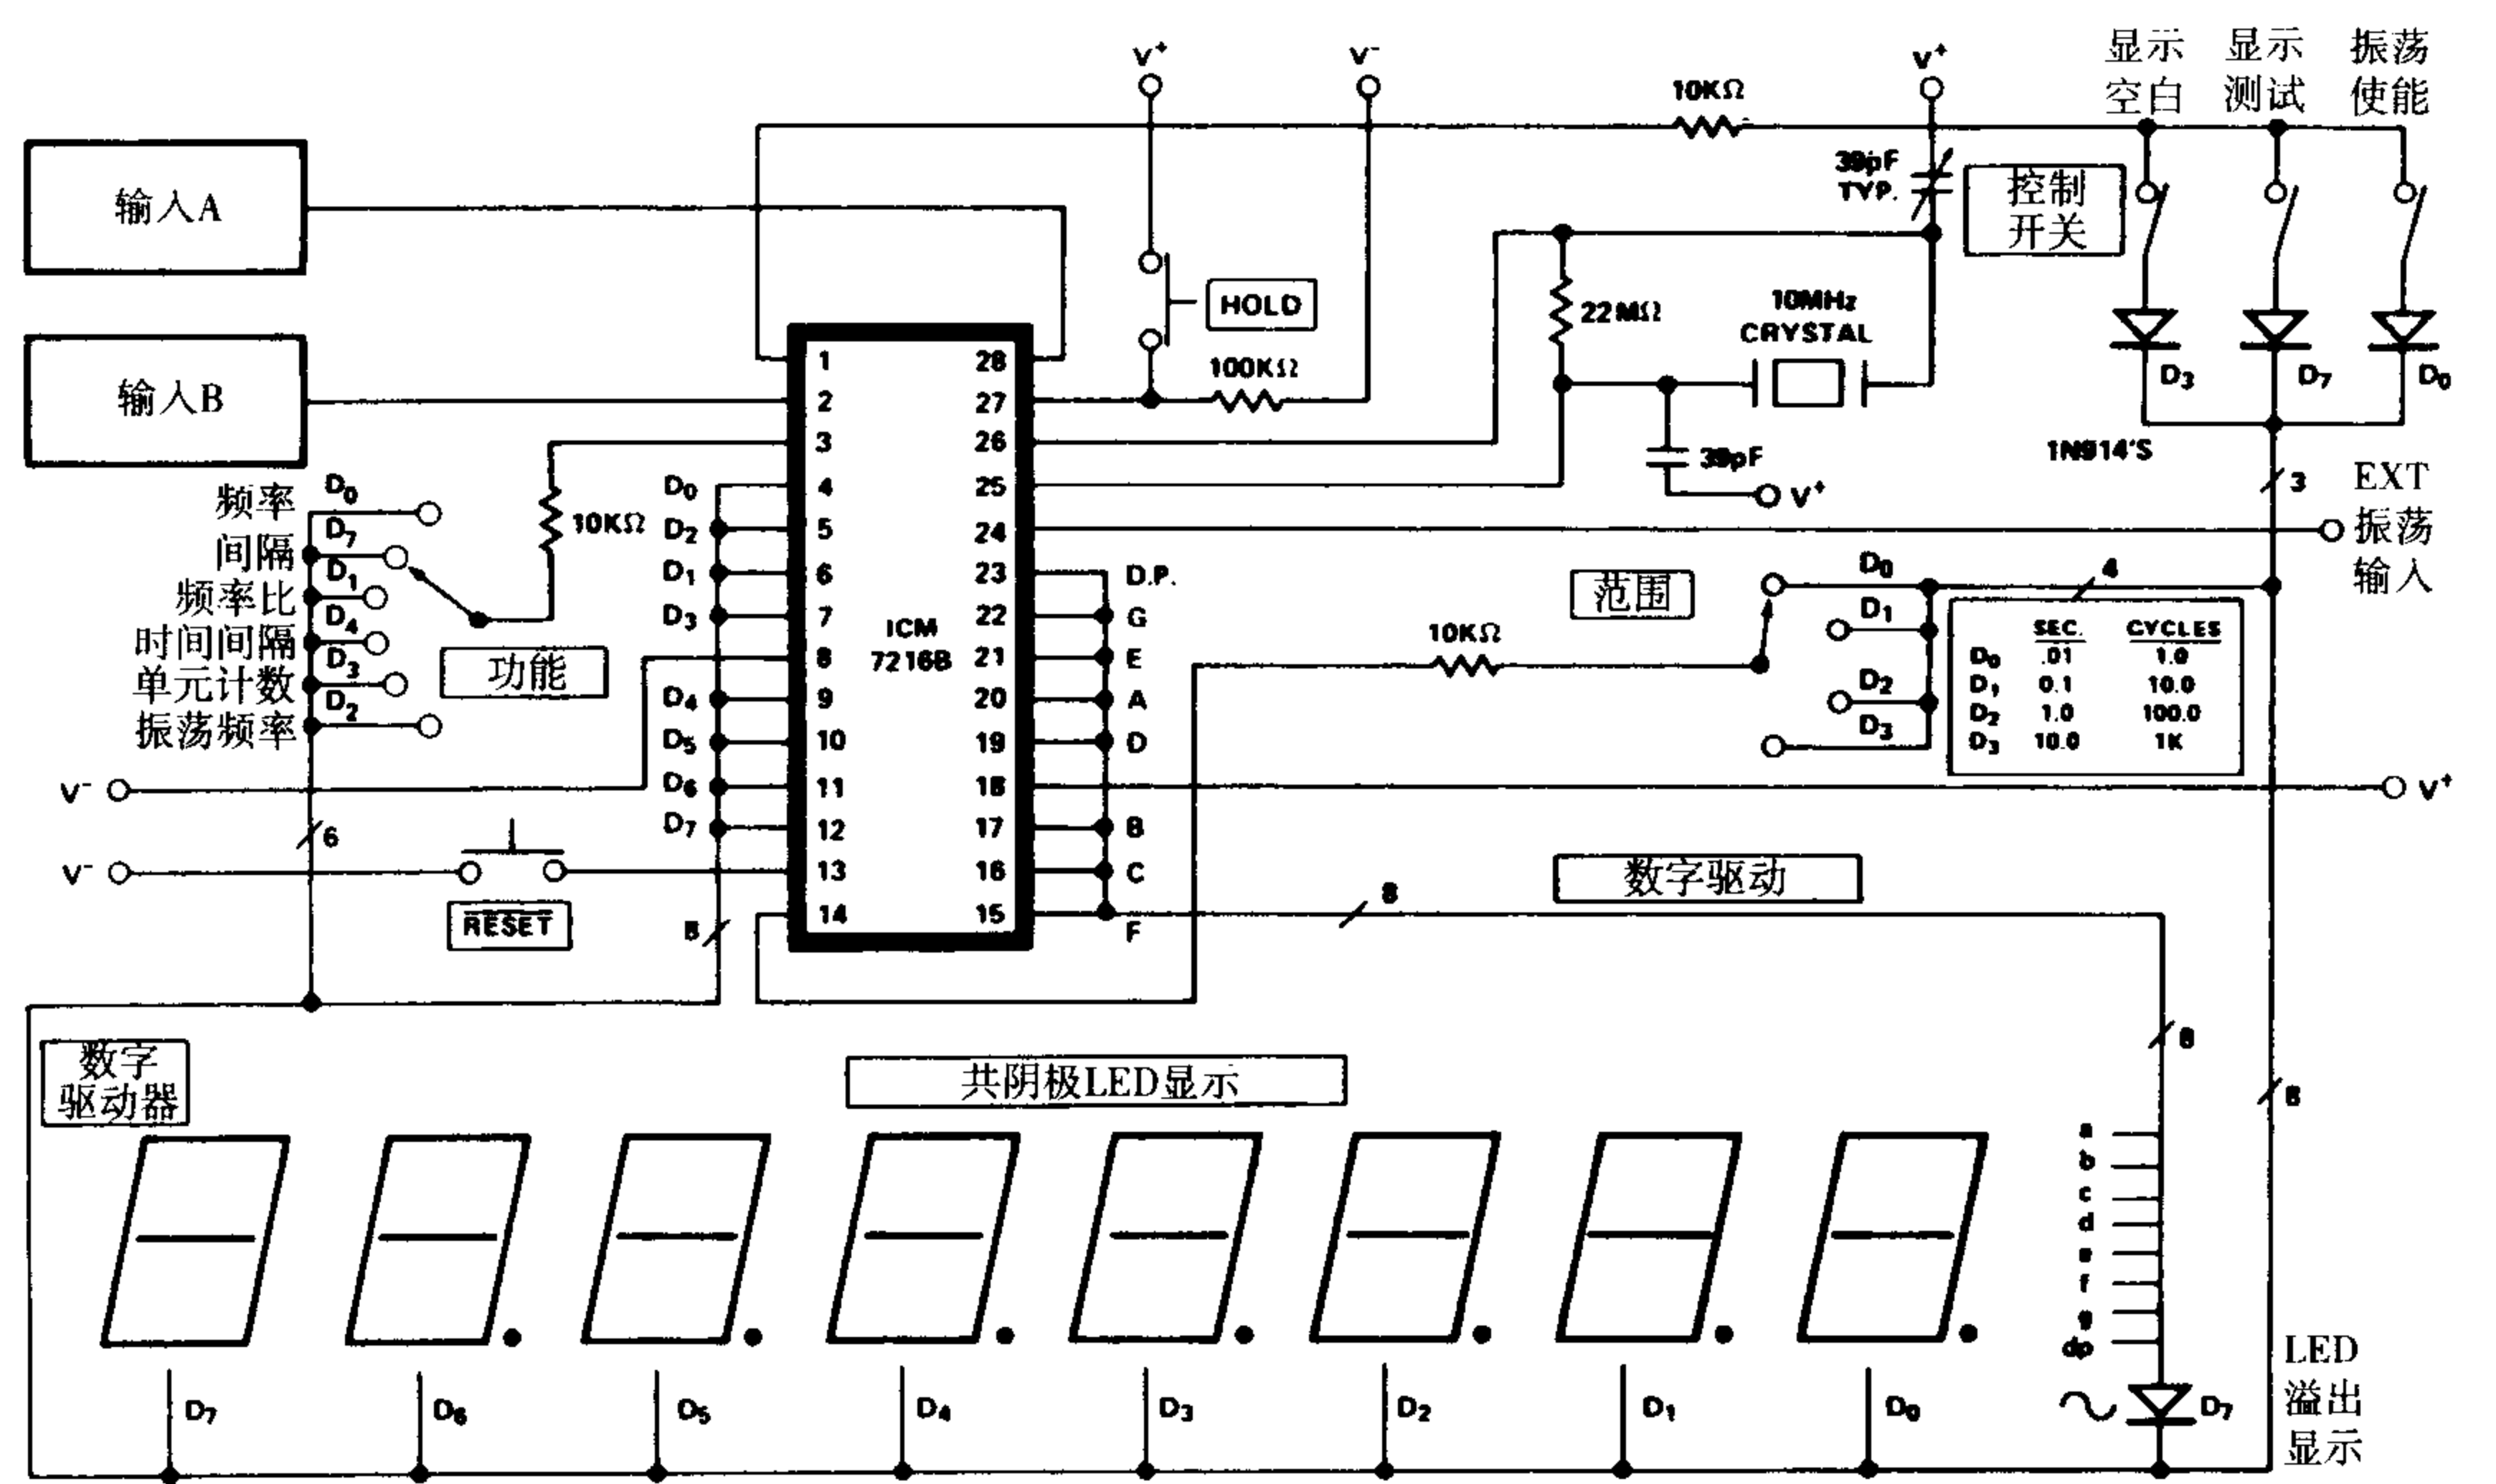 V⁺
V⁻
V⁺
10KΩ
显示
空白
显示
测试
振荡
使能
输入A
39pF
TYP.
控制
开关
HOLD
22MΩ
10MHz
CRYSTAL
输入B
100KΩ
D₃
D₇
D₀
1N914'S
39pF
V⁺
3
EXT
振荡
输入
频率
D₀
间隔
D₇
频率比
D₁
时间间隔
D₄
单元计数
D₃
振荡频率
D₂
功能
10KΩ
D₀
D₂
D₁
D₃
D₄
D₅
D₆
D₇
1
2
3
4
5
6
7
8
9
10
11
12
13
14
ICM
7216B
28
27
26
25
24
23
22
21
20
19
18
17
16
15
D.P.
G
E
A
D
B
C
F
范围
10KΩ
D₀
D₁
D₂
D₃
4
SEC. CYCLES
D₀ .01 1.0
D₁ 0.1 10.0
D₂ 1.0 100.0
D₃ 10.0 1K
V⁻
V⁺
6
V⁻
RESET
8
数字驱动
8
8
8
数字
驱动器
共阴极LED显示
a
b
c
d
e
f
g
dp
D₇
D₆
D₅
D₄
D₃
D₂
D₁
D₀
D₇
LED
溢出
显示